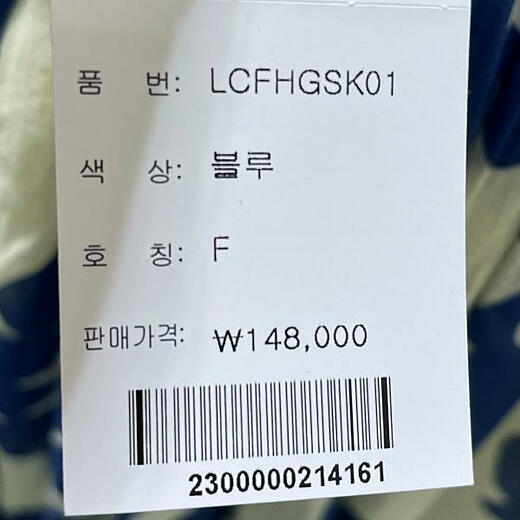 품 번: LCFHGSK01
색 상: 블루
호 칭: F
판매가격: ₩148,000
2300000214161